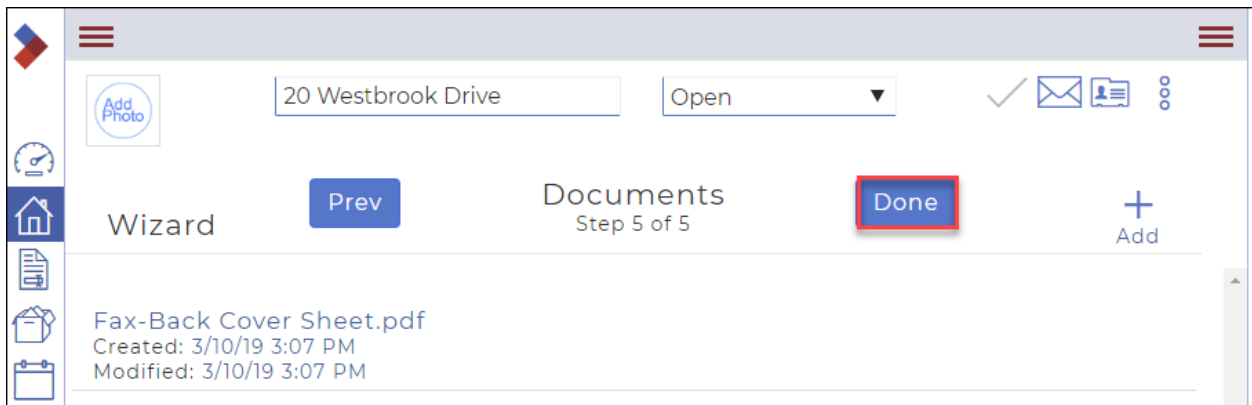 Add
Photo
20 Westbrook Drive
Open
Wizard
Prev
Documents
Step 5 of 5
Done
Add
Fax-Back Cover Sheet.pdf
Created: 3/10/19 3:07 PM
Modified: 3/10/19 3:07 PM